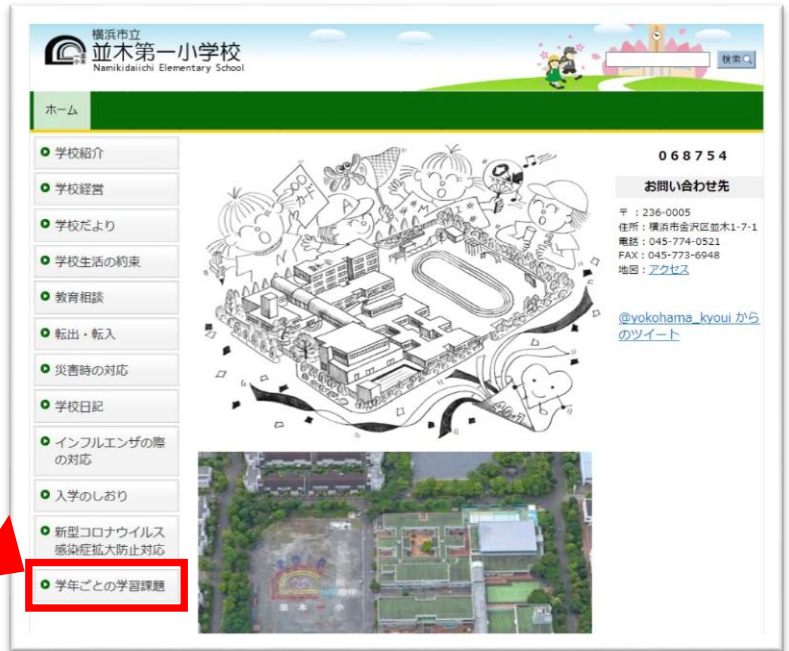 横浜市立
並木第一小学校
Namikidaiichi Elementary School
検索
ホーム
学校紹介
学校経営
学校だより
学校生活の約束
教育相談
転出・転入
災害時の対応
学校日記
インフルエンザの際
の対応
入学のしおり
新型コロナウイルス
感染症拡大防止対応
学年ごとの学習課題
068754
お問い合わせ先
〒 : 236-0005
住所 : 横浜市金沢区並木1-7-1
電話 : 045-774-0521
FAX : 045-773-6948
地図 : アクセス
@yokohama_kyoui から
のツイート